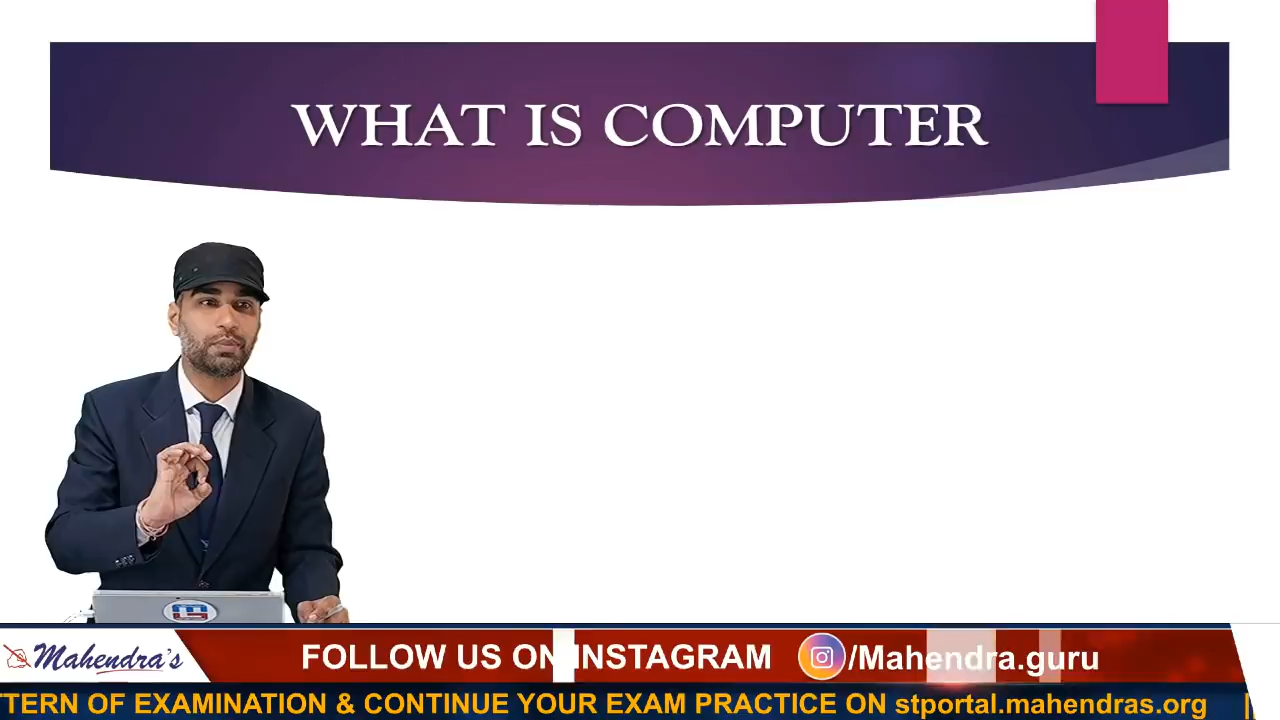 WHAT IS COMPUTER
Mahendra's
FOLLOW US ON INSTAGRAM /Mahendra.guru
TTERN OF EXAMINATION & CONTINUE YOUR EXAM PRACTICE ON stportal.mahendras.org ||